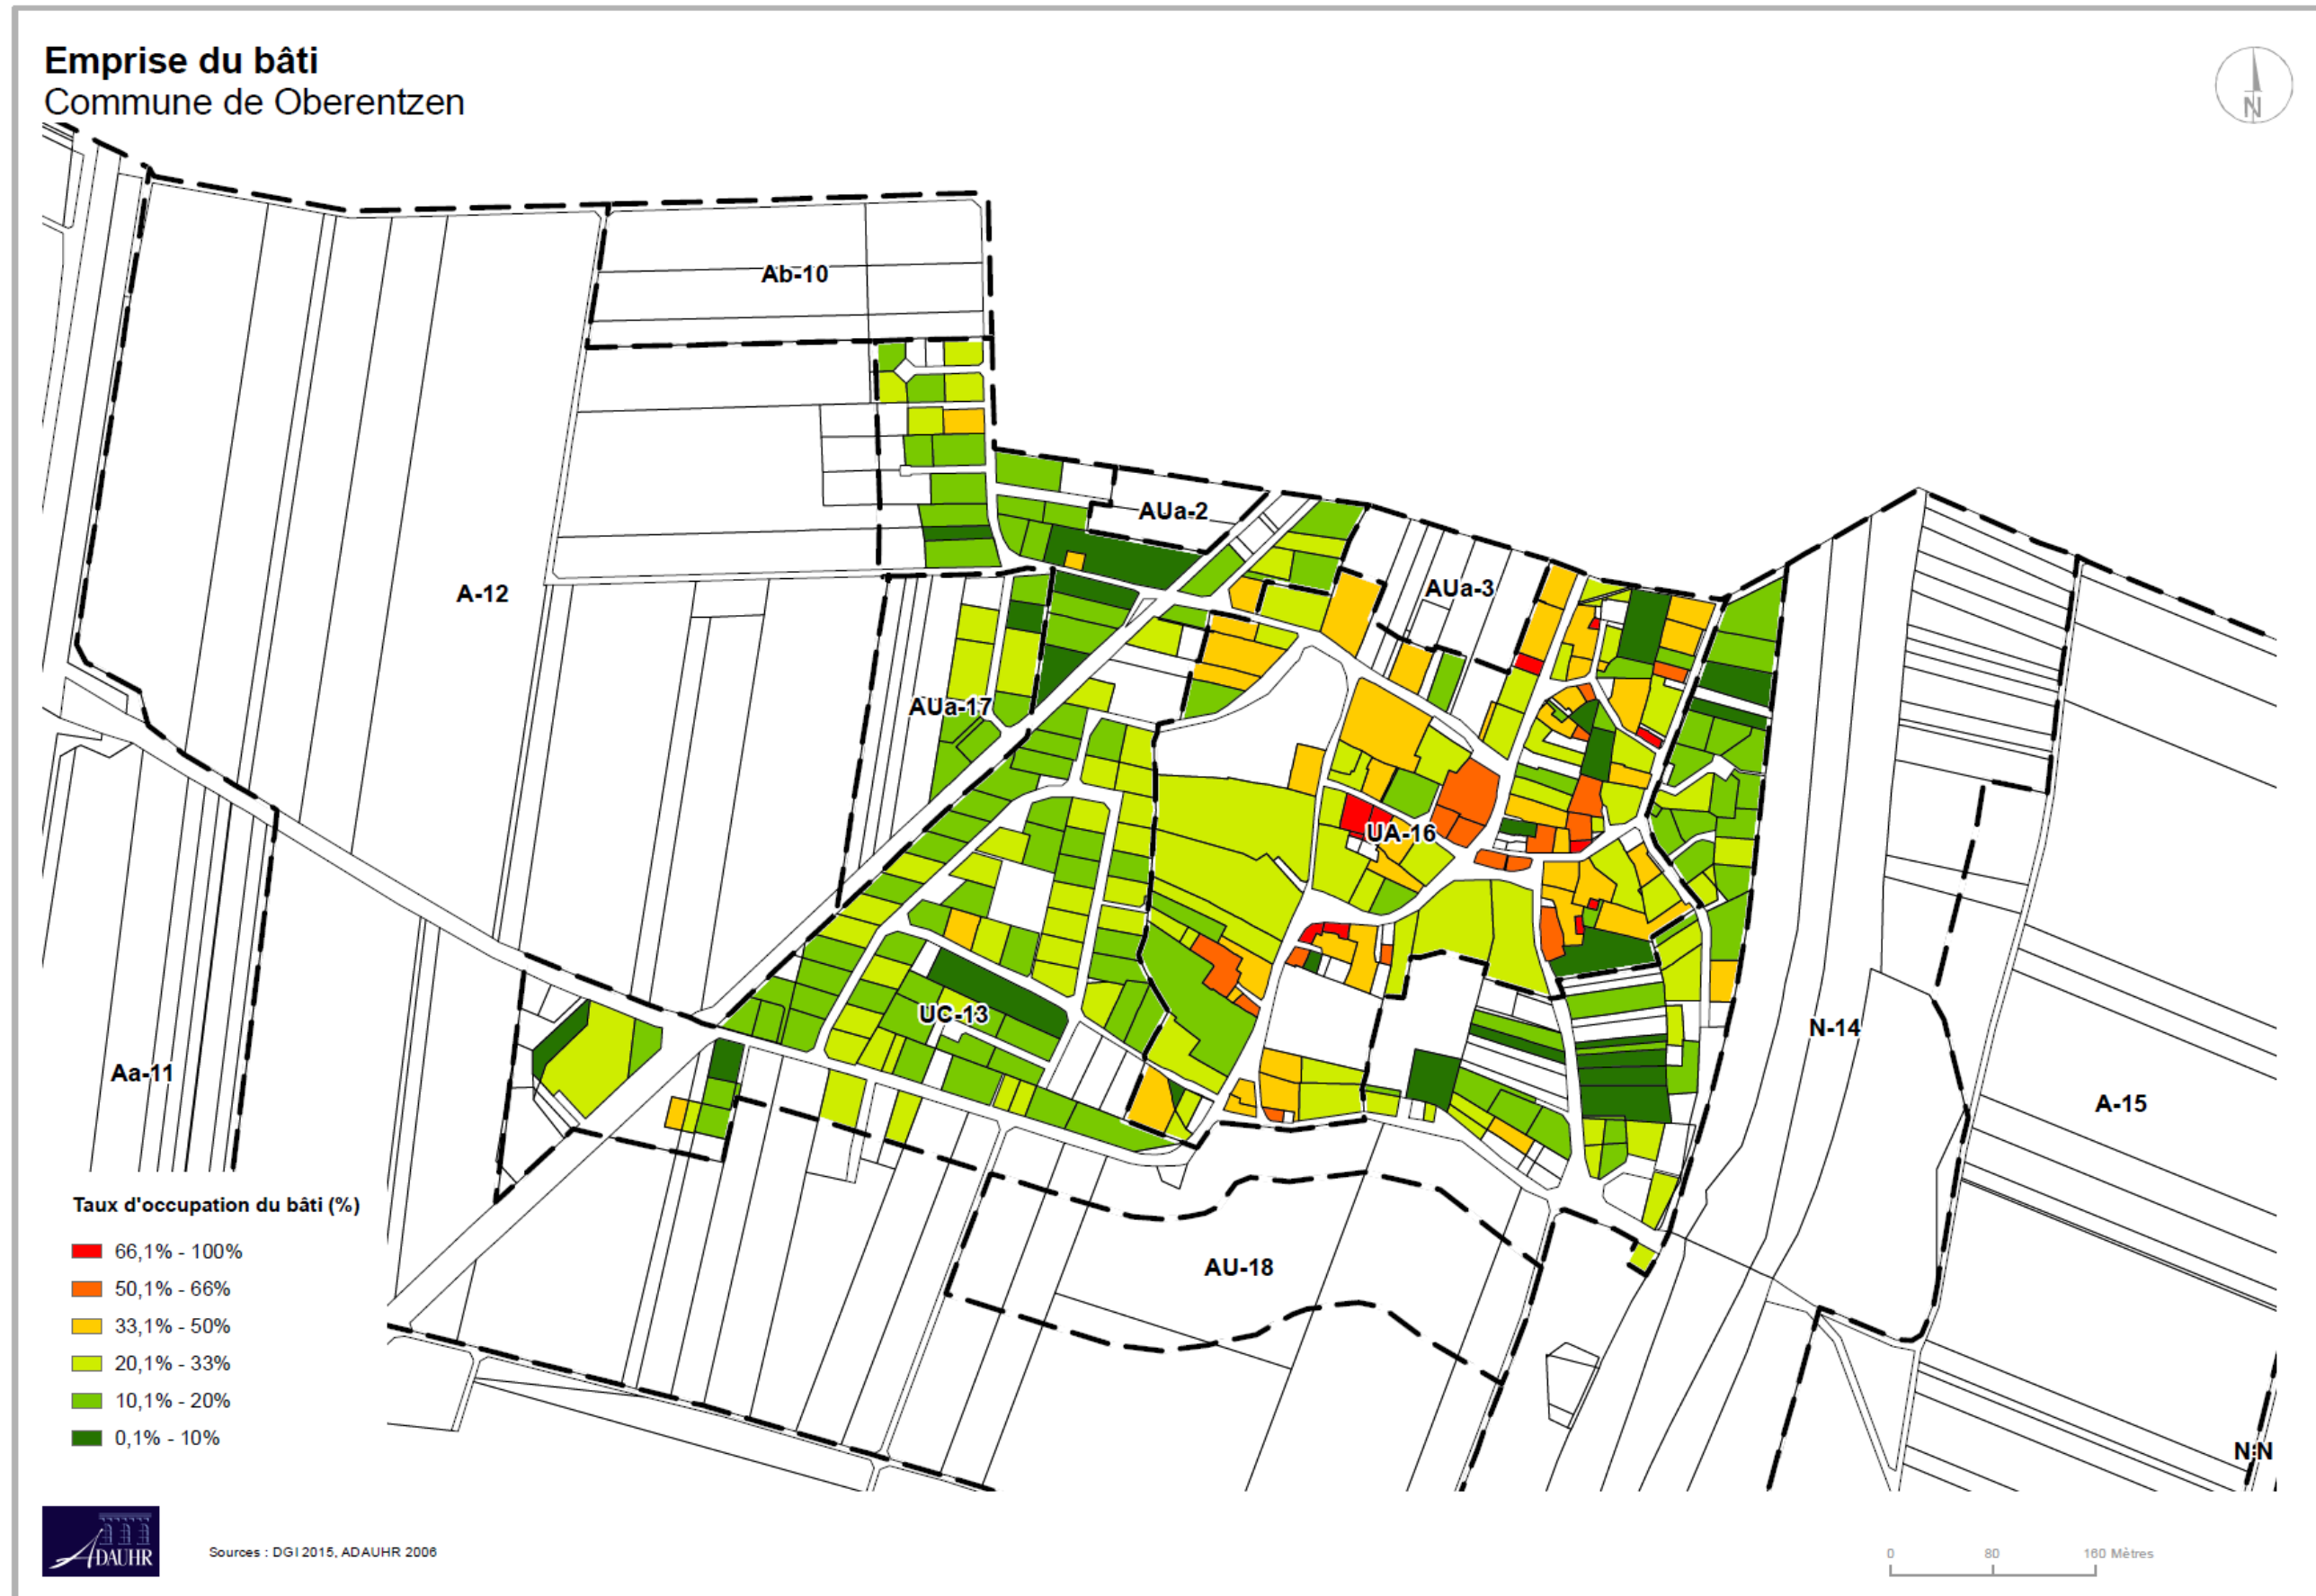 Emprise du bâti
Commune de Oberentzen
N
Ab-10
AUa-2
A-12
AUa-3
AUa-17
UA-16
UC-13
N-14
Aa-11
A-15
AU-18
N N
Taux d'occupation du bâti (%)
66,1% - 100%
50,1% - 66%
33,1% - 50%
20,1% - 33%
10,1% - 20%
0,1% - 10%
ADAUHR
Sources : DGI 2015, ADAUHR 2006
0 80 160 Mètres